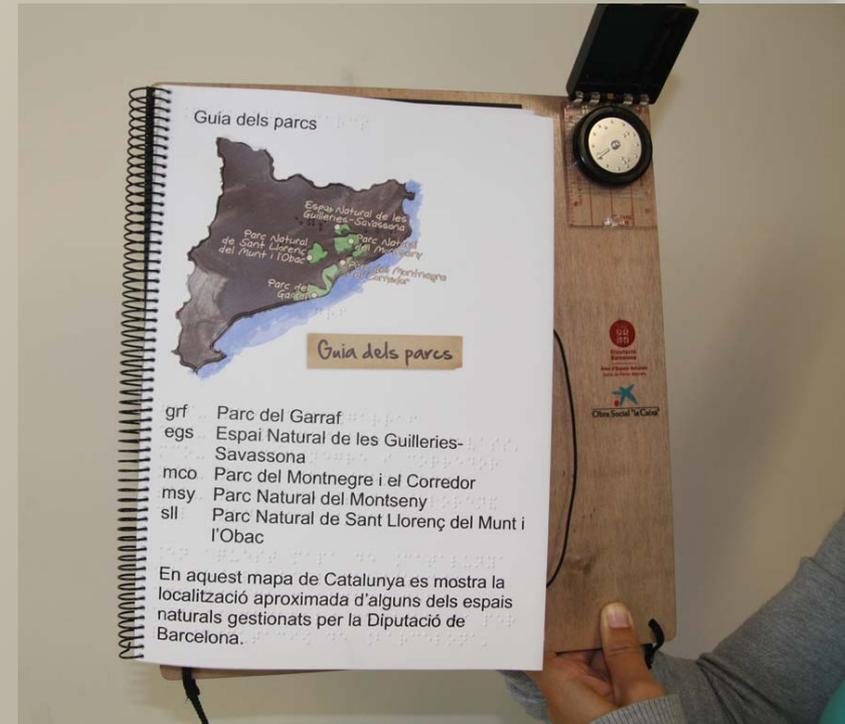 Guía dels parcs
Espai Natural de les
Guilleries-Savassona
Parc Natural
de Sant Llorenç
del Munt i l'Obac
Parc Natural
del Montseny
Parc del Montnegre
i el Corredor
Parc del
Garraf
Guia dels parcs
grf Parc del Garraf
egs Espai Natural de les Guilleries-
Savassona
mco Parc del Montnegre i el Corredor
msy Parc Natural del Montseny
sll Parc Natural de Sant Llorenç del Munt i
l'Obac
En aquest mapa de Catalunya es mostra la
localització aproximada d'alguns dels espais
naturals gestionats per la Diputació de
Barcelona.
Diputació
Barcelona
Obra Social "la Caixa"